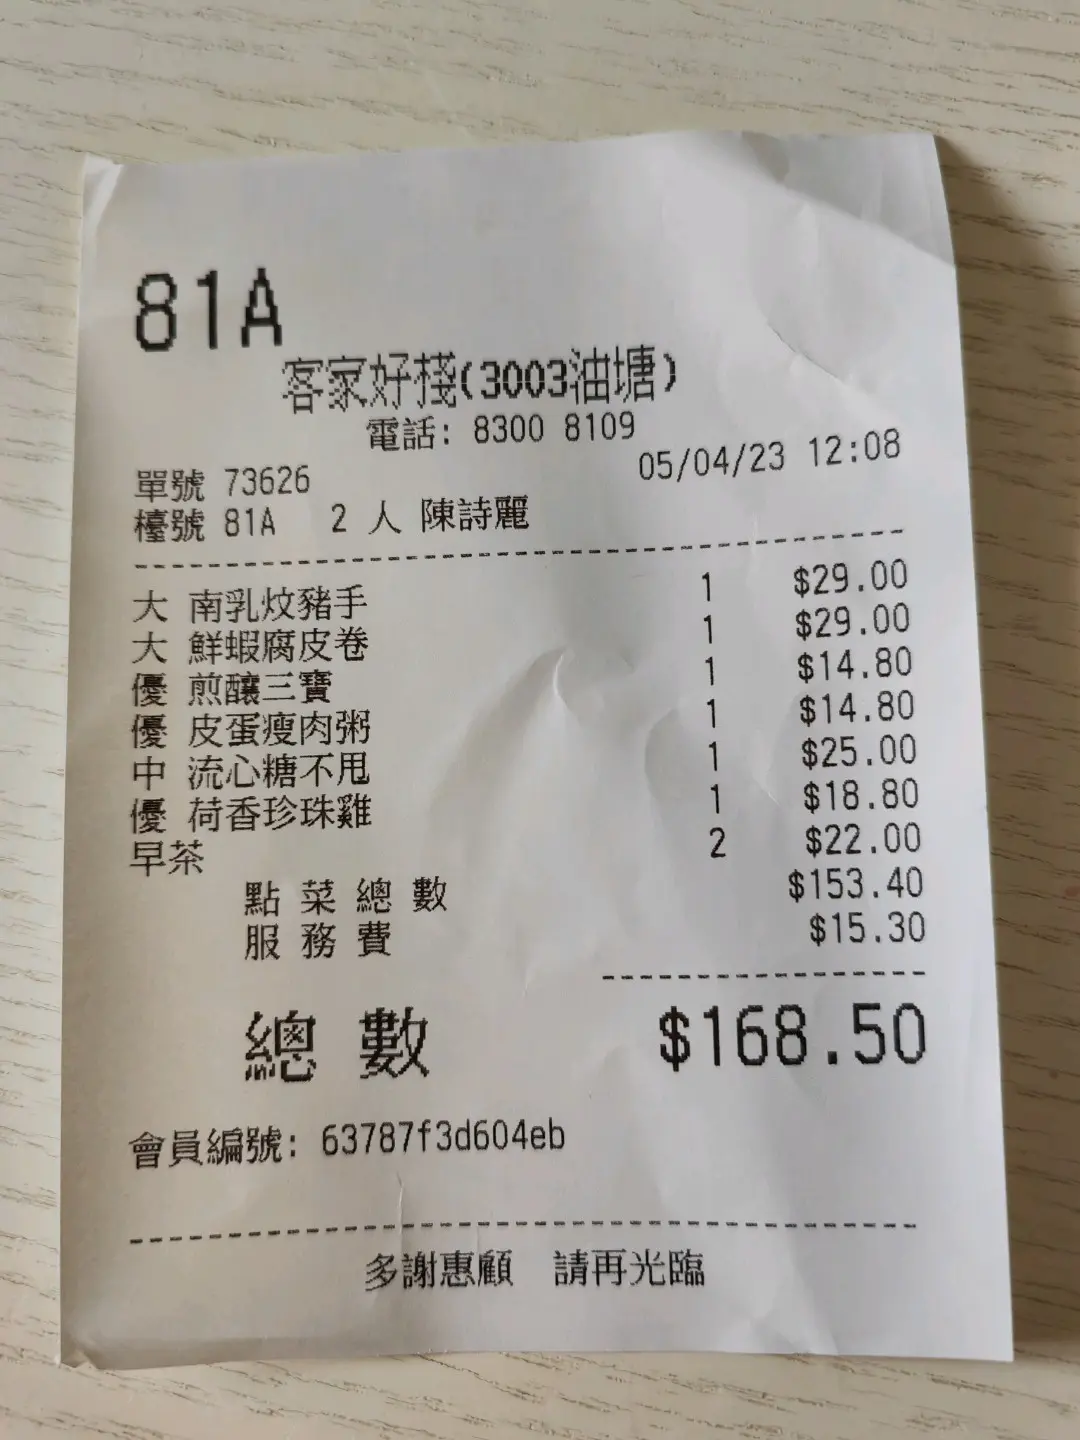 81A
客家好棧(3003油塘)
電話: 8300 8109
單號 73626 05/04/23 12:08
檯號 81A 2 人 陳詩麗
大 南乳炆豬手 1 $29.00
大 鮮蝦腐皮卷 1 $29.00
優 煎釀三寶 1 $14.80
優 皮蛋瘦肉粥 1 $14.80
中 流心糖不甩 1 $25.00
優 荷香珍珠雞 1 $18.80
早茶 2 $22.00
點菜總數 $153.40
服務費 $15.30
總數 $168.50
會員編號: 63787f3d604eb
多謝惠顧 請再光臨